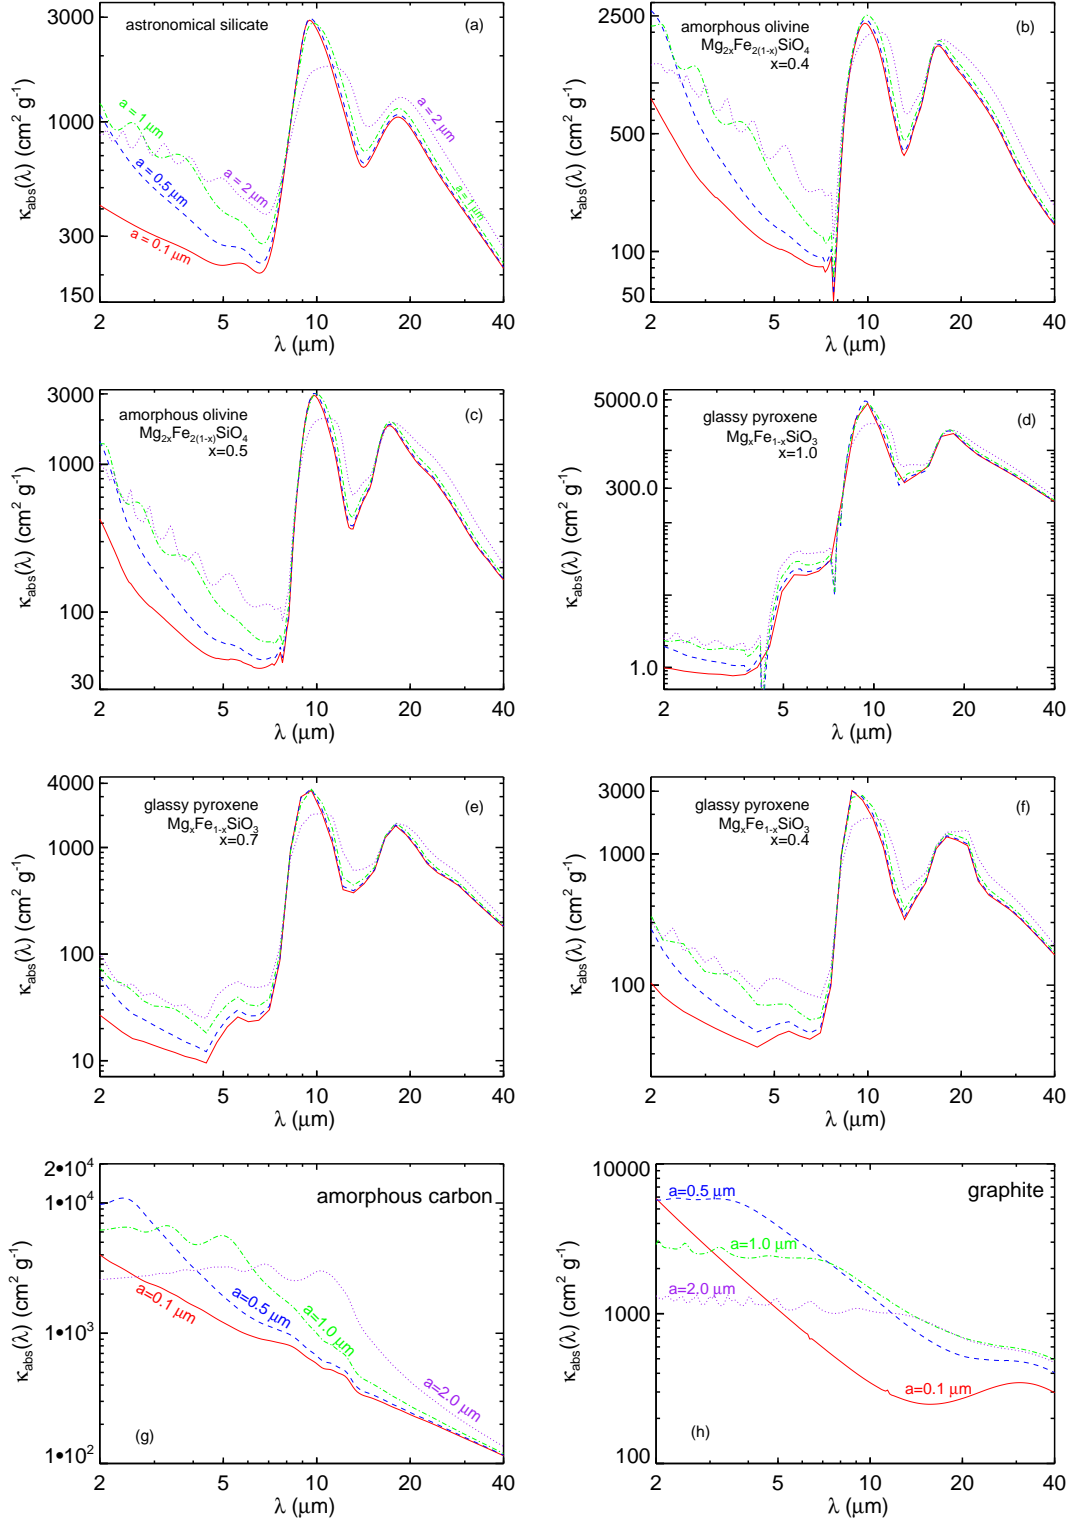 3000
1000
300
150
κabs(λ) (cm² g⁻¹)
astronomical silicate
(a)
a = 1 μm
a = 0.5 μm
a = 0.1 μm
a = 2 μm
a = 2 μm
a = 1 μm
2 5 10 20 40
λ (μm)
2500
500
100
50
κabs(λ) (cm² g⁻¹)
(b)
amorphous olivine
Mg2xFe2(1-x)SiO4
x=0.4
2 5 10 20 40
λ (μm)
3000
1000
100
30
κabs(λ) (cm² g⁻¹)
(c)
amorphous olivine
Mg2xFe2(1-x)SiO4
x=0.5
2 5 10 20 40
λ (μm)
5000.0
300.0
1.0
κabs(λ) (cm² g⁻¹)
(d)
glassy pyroxene
MgxFe1-xSiO3
x=1.0
2 5 10 20 40
λ (μm)
4000
1000
100
10
κabs(λ) (cm² g⁻¹)
(e)
glassy pyroxene
MgxFe1-xSiO3
x=0.7
2 5 10 20 40
λ (μm)
3000
1000
100
κabs(λ) (cm² g⁻¹)
(f)
glassy pyroxene
MgxFe1-xSiO3
x=0.4
2 5 10 20 40
λ (μm)
2•10⁴
1•10⁴
1•10³
1•10²
κabs(λ) (cm² g⁻¹)
amorphous carbon
a=0.1 μm
a=0.5 μm
a=1.0 μm
a=2.0 μm
(g)
2 5 10 20 40
λ (μm)
10000
1000
100
κabs(λ) (cm² g⁻¹)
graphite
a=0.5 μm
a=1.0 μm
a=2.0 μm
a=0.1 μm
(h)
2 5 10 20 40
λ (μm)